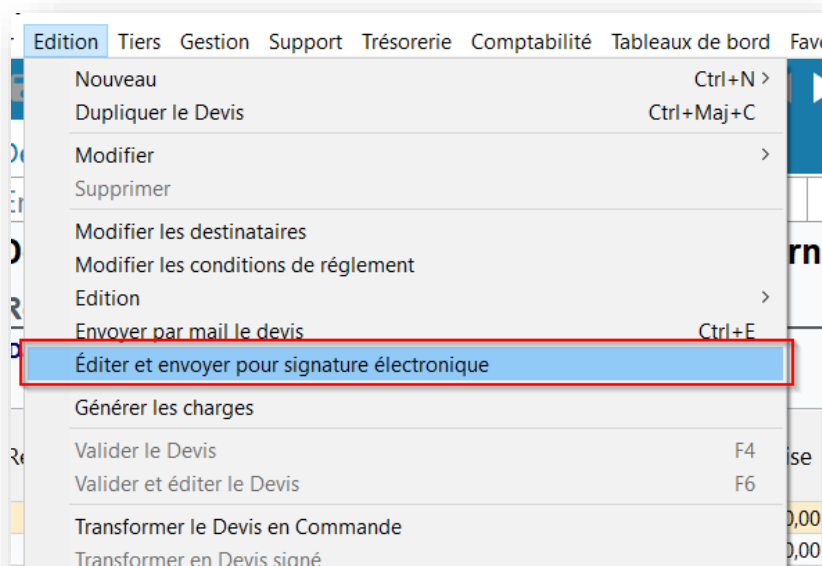 Edition Tiers Gestion Support Trésorerie Comptabilité Tableaux de bord
Nouveau Ctrl+N >
Dupliquer le Devis Ctrl+Maj+C
Modifier >
Supprimer
Modifier les destinataires
Modifier les conditions de réglement
Edition >
Envoyer par mail le devis Ctrl+E
Éditer et envoyer pour signature électronique
Générer les charges
Valider le Devis F4
Valider et éditer le Devis F6
Transformer le Devis en Commande
Transformer en Devis signé